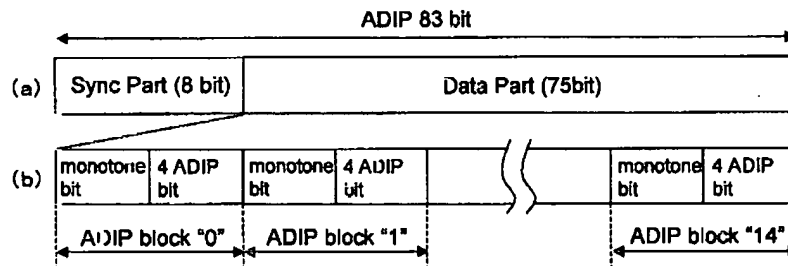 ADIP 83 bit
(a) Sync Part (8 bit) Data Part (75bit)
(b) monotone bit 4 ADIP bit monotone bit 4 ADIP bit monotone bit 4 ADIP bit
ADIP block "0" ADIP block "1" ADIP block "14"